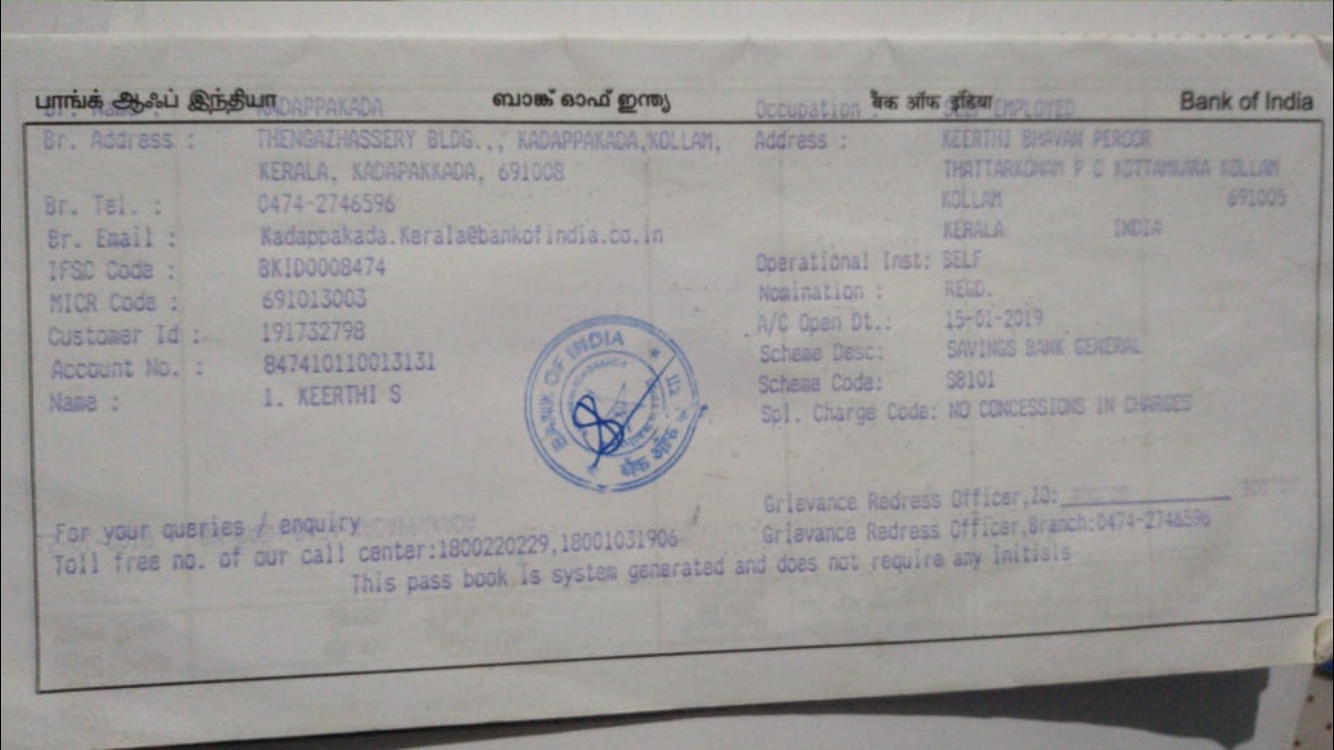 பாங்க் ஆஃப் இந்தியா ബാങ്ക് ഓഫ് ഇന്ത്യ बैंक ऑफ इंडिया Bank of India
Br. Name : KADAPPAKADA
Br. Address : THENGAZHASSERY BLDG.,, KADAPPAKADA,KOLLAM,
KERALA, KADAPAKKADA, 691008
Br. Tel. : 0474-2746596
Br. Email : Kadappakada.Kerala@bankofindia.co.in
IFSC Code : BKID0008474
MICR Code : 691013003
Customer Id : 191732798
Account No. : 847410110013131
Name : 1. KEERTHI S
Occupation : SELF EMPLOYED
Address : KEERTHI BHAVAN PEROOR
THATTARKONAM P O KOTTAMKARA KOLLAM
KOLLAM 691005
KERALA INDIA
Operational Inst: SELF
Nomination : REGD.
A/C Open Dt.: 15-01-2019
Scheme Desc: SAVINGS BANK GENERAL
Scheme Code: SB101
Spl. Charge Code: NO CONCESSIONS IN CHARGES
BANK OF INDIA
बैंक ऑफ
Grievance Redress Officer,ZO:
For your queries / enquiry
Grievance Redress Officer,Branch:0474-2746596
Toll free no. of our call center:1800220229,18001031906
This pass book is system generated and does not require any initials